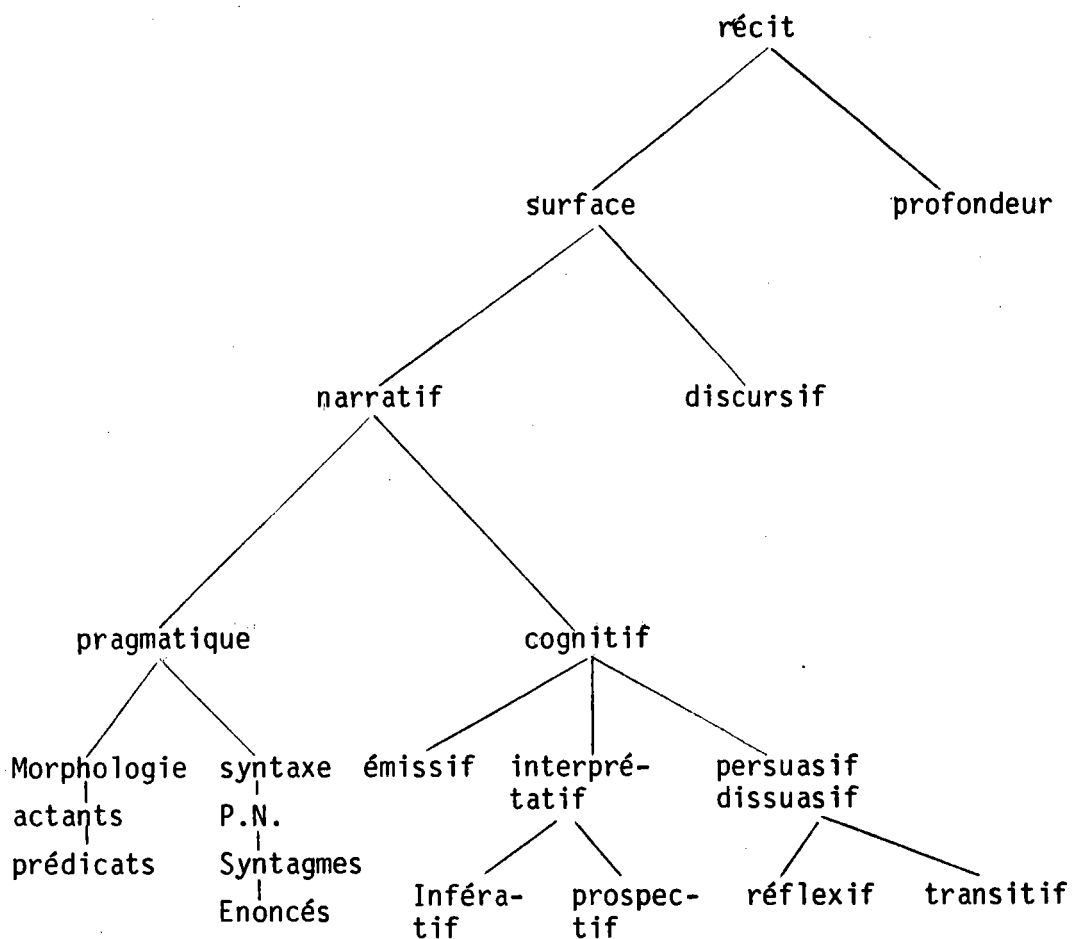 récit
surface profondeur
narratif discursif
pragmatique cognitif
Morphologie syntaxe émissif interpré- persuasif
tatif dissuasif
actants P.N.
prédicats Syntagmes
Enoncés Inféra- prospec- réflexif transitif
tif tif